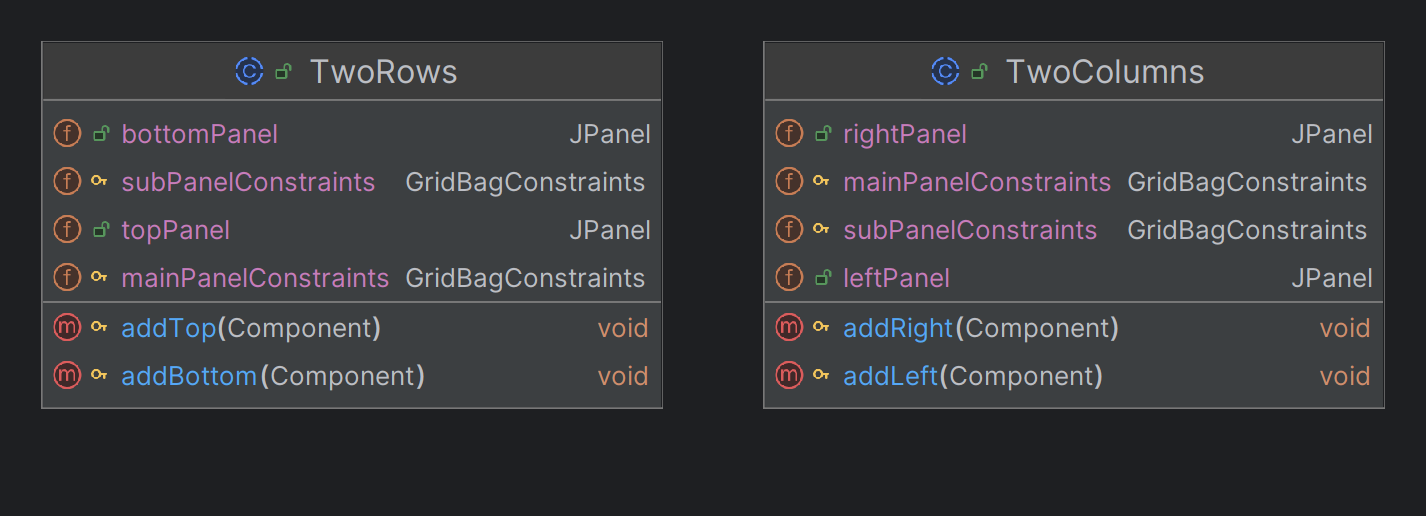 TwoRows
bottomPanel JPanel
subPanelConstraints GridBagConstraints
topPanel JPanel
mainPanelConstraints GridBagConstraints
addTop(Component) void
addBottom(Component) void
TwoColumns
rightPanel JPanel
mainPanelConstraints GridBagConstraints
subPanelConstraints GridBagConstraints
leftPanel JPanel
addRight(Component) void
addLeft(Component) void